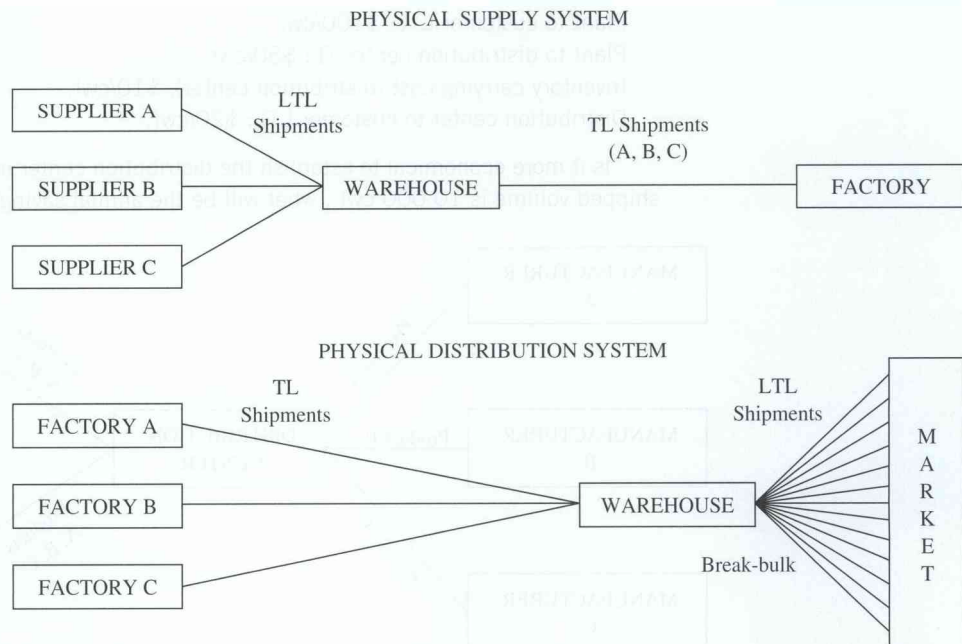 PHYSICAL SUPPLY SYSTEM
SUPPLIER A
LTL
Shipments
TL Shipments
(A, B, C)
SUPPLIER B
WAREHOUSE
FACTORY
SUPPLIER C
PHYSICAL DISTRIBUTION SYSTEM
TL
Shipments
LTL
Shipments
FACTORY A
FACTORY B
WAREHOUSE
M
A
R
K
E
T
Break-bulk
FACTORY C